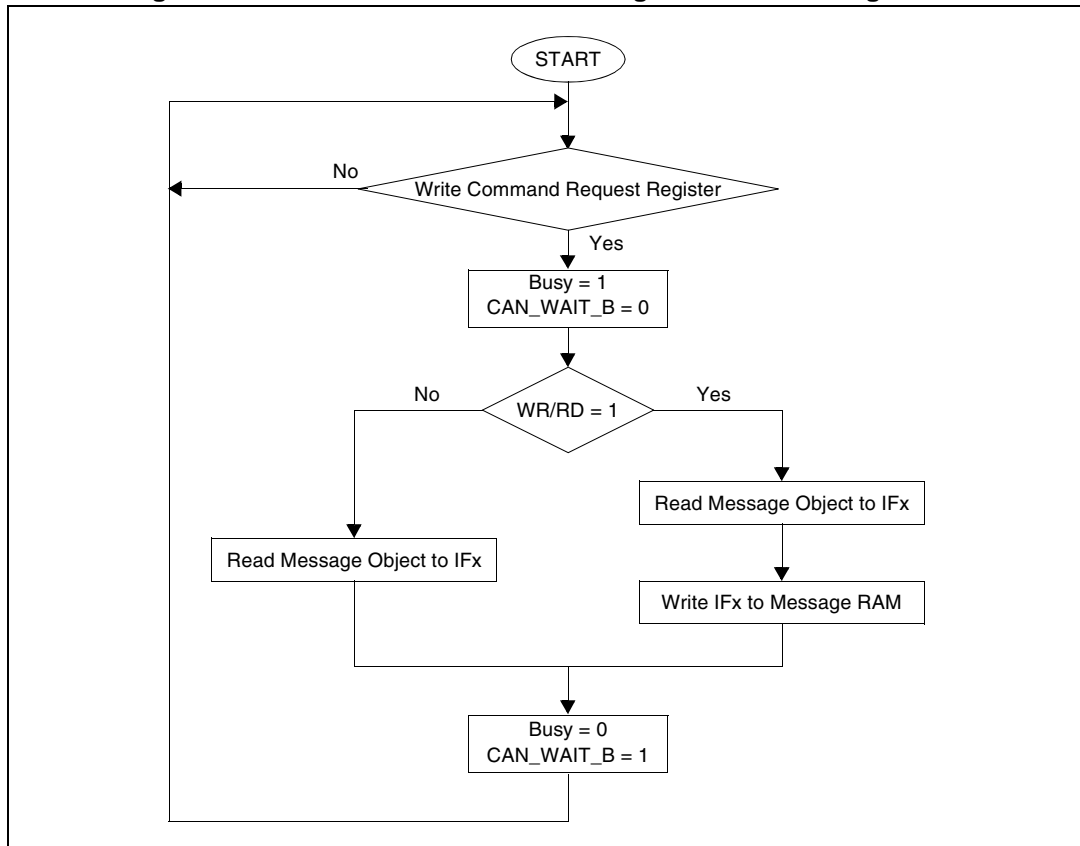 START
No
Write Command Request Register
Yes
Busy = 1
CAN_WAIT_B = 0
No
WR/RD = 1
Yes
Read Message Object to IFx
Read Message Object to IFx
Write IFx to Message RAM
Busy = 0
CAN_WAIT_B = 1